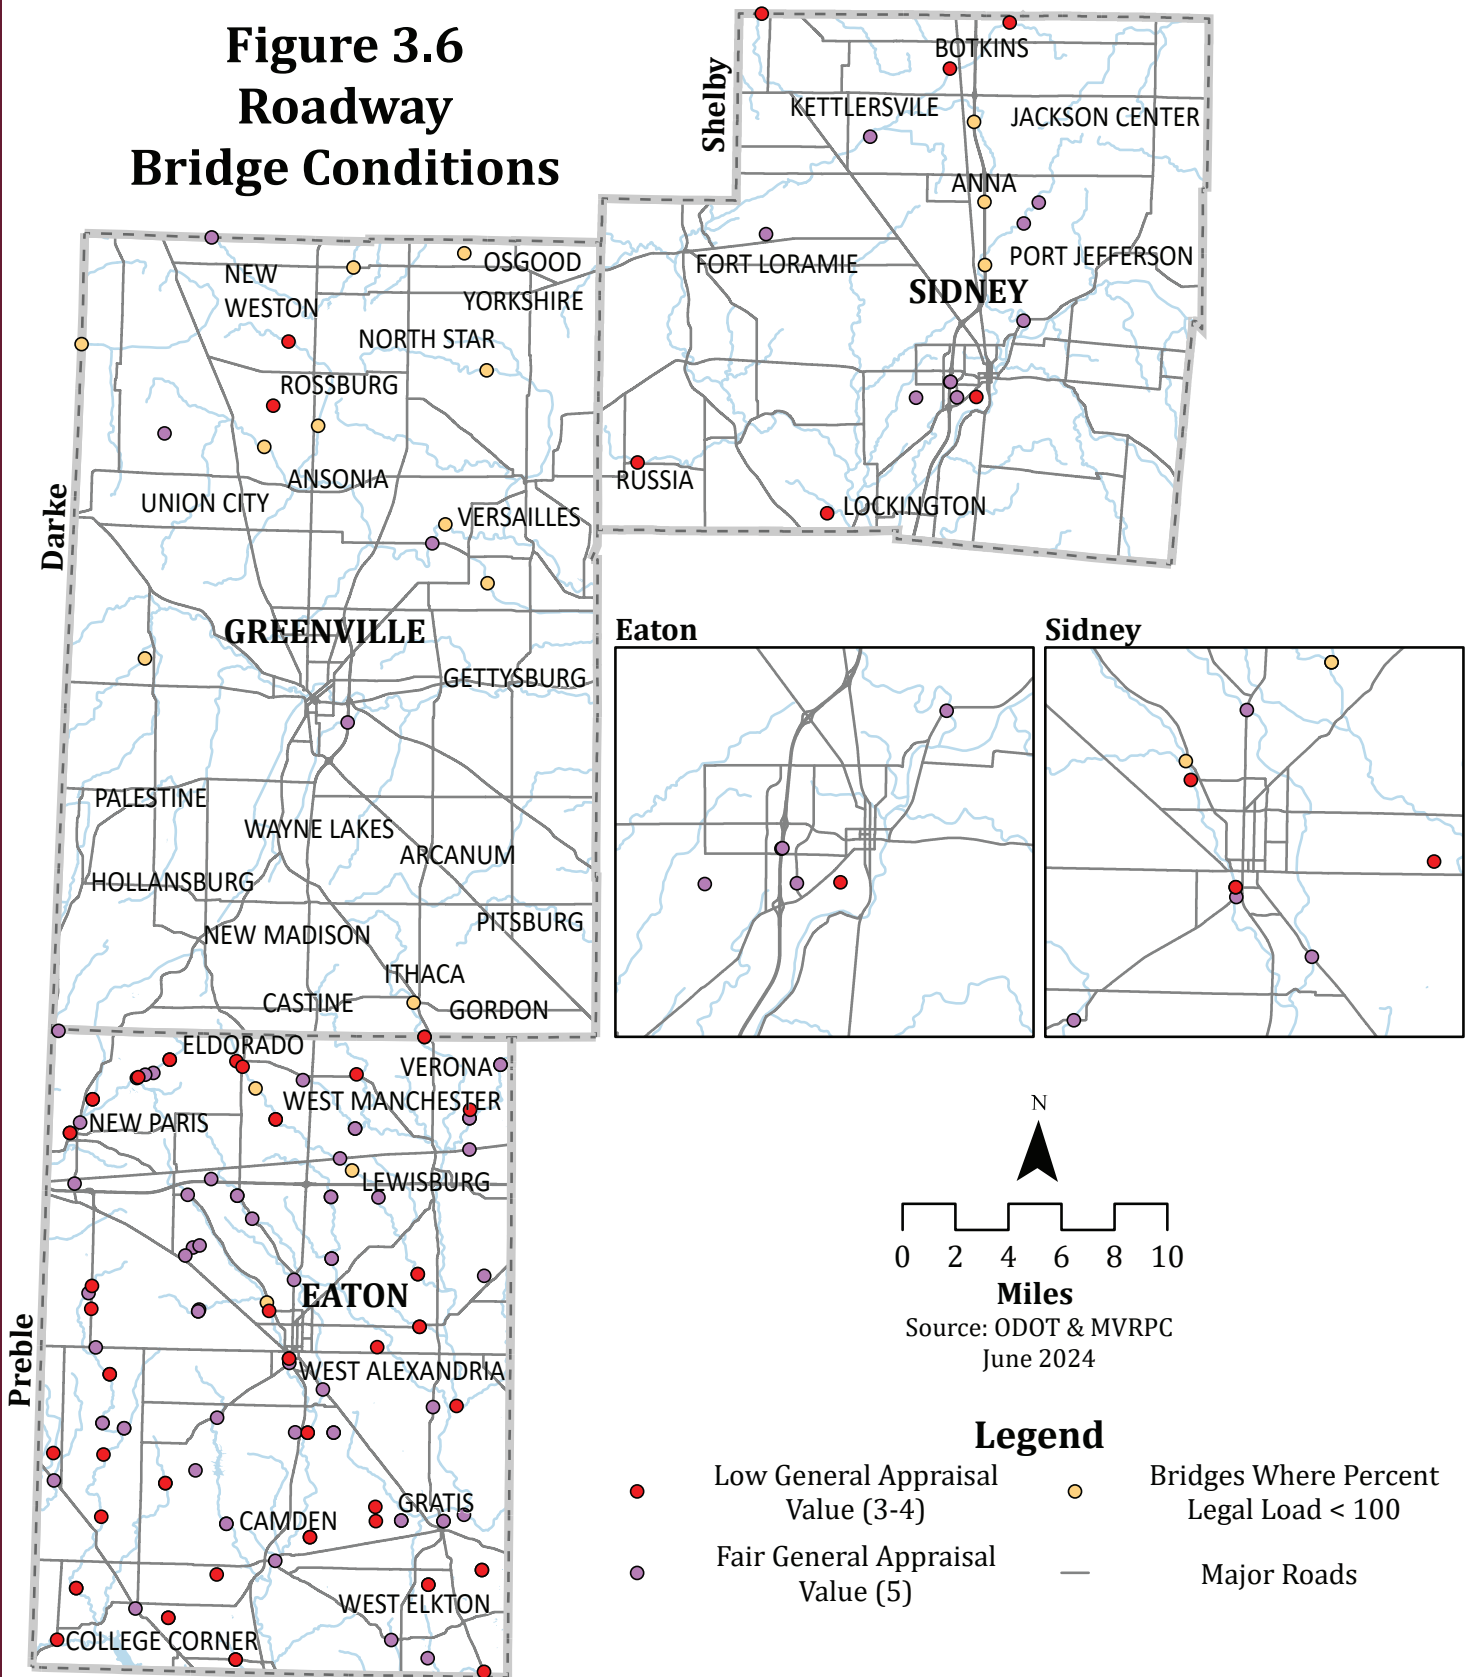 Figure 3.6
Roadway
Bridge Conditions
Shelby
BOTKINS
KETTLERSVILE
JACKSON CENTER
ANNA
PORT JEFFERSON
FORT LORAMIE
SIDNEY
RUSSIA
LOCKINGTON
Darke
NEW
WESTON
OSGOOD
YORKSHIRE
NORTH STAR
ROSSBURG
ANSONIA
UNION CITY
VERSAILLES
GREENVILLE
GETTYSBURG
PALESTINE
WAYNE LAKES
ARCANUM
HOLLANSBURG
PITSBURG
NEW MADISON
ITHACA
CASTINE
GORDON
Eaton
Sidney
Preble
ELDORADO
VERONA
WEST MANCHESTER
NEW PARIS
LEWISBURG
EATON
WEST ALEXANDRIA
GRATIS
CAMDEN
WEST ELKTON
COLLEGE CORNER
N
0 2 4 6 8 10
Miles
Source: ODOT & MVRPC
June 2024
Legend
Low General Appraisal
Value (3-4)
Bridges Where Percent
Legal Load < 100
Fair General Appraisal
Value (5)
Major Roads